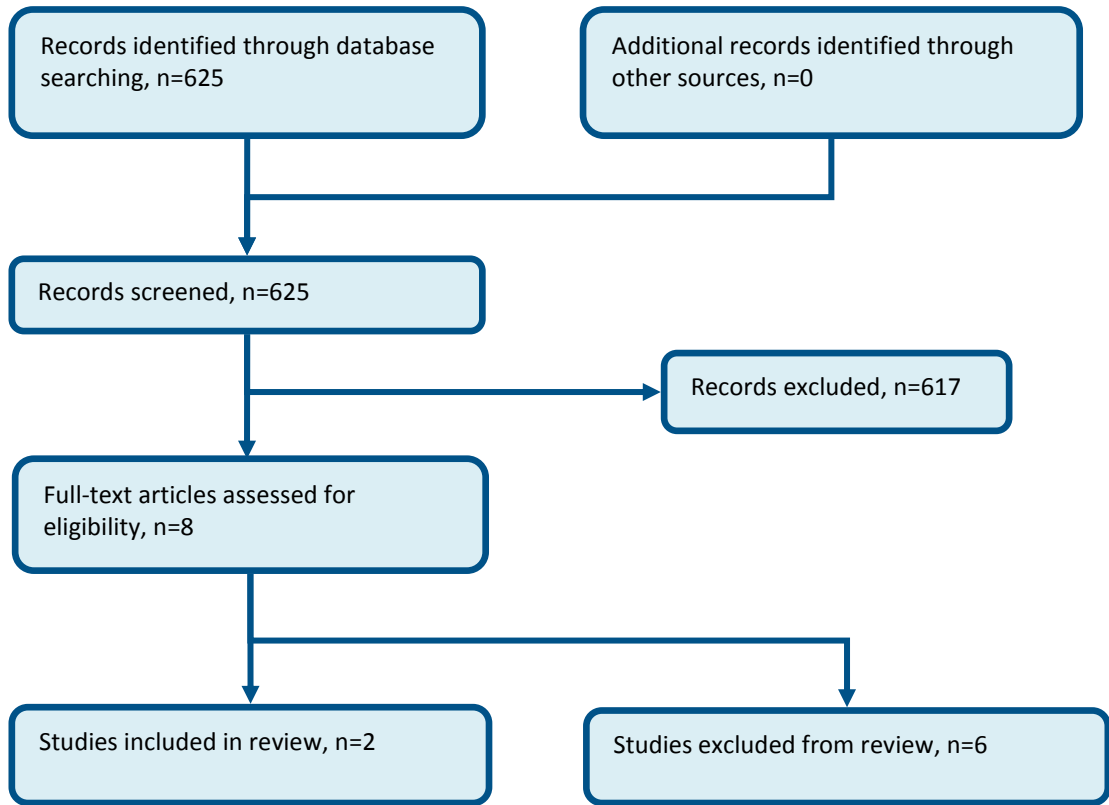 Records identified through database
searching, n=625
Additional records identified through
other sources, n=0
Records screened, n=625
Records excluded, n=617
Full-text articles assessed for
eligibility, n=8
Studies included in review, n=2
Studies excluded from review, n=6